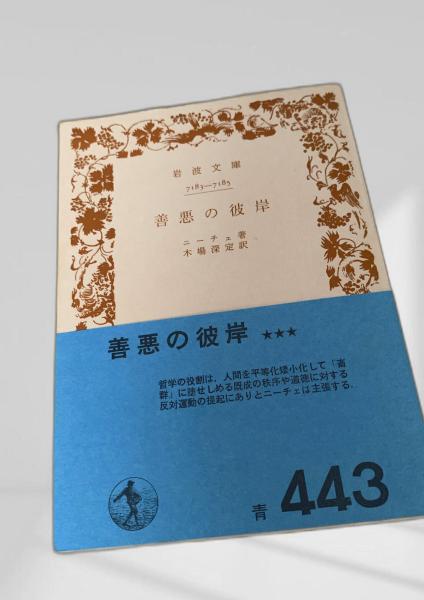 岩波文庫
7183—7185
善悪の彼岸
ニーチェ著
木場深定訳
善悪の彼岸 ★★★
哲学の役割は，人間を平等化矮小化して「畜
群」に堕せしめる既成の秩序や道徳に対する
反対運動の提起にありとニーチェは主張する．
青 443